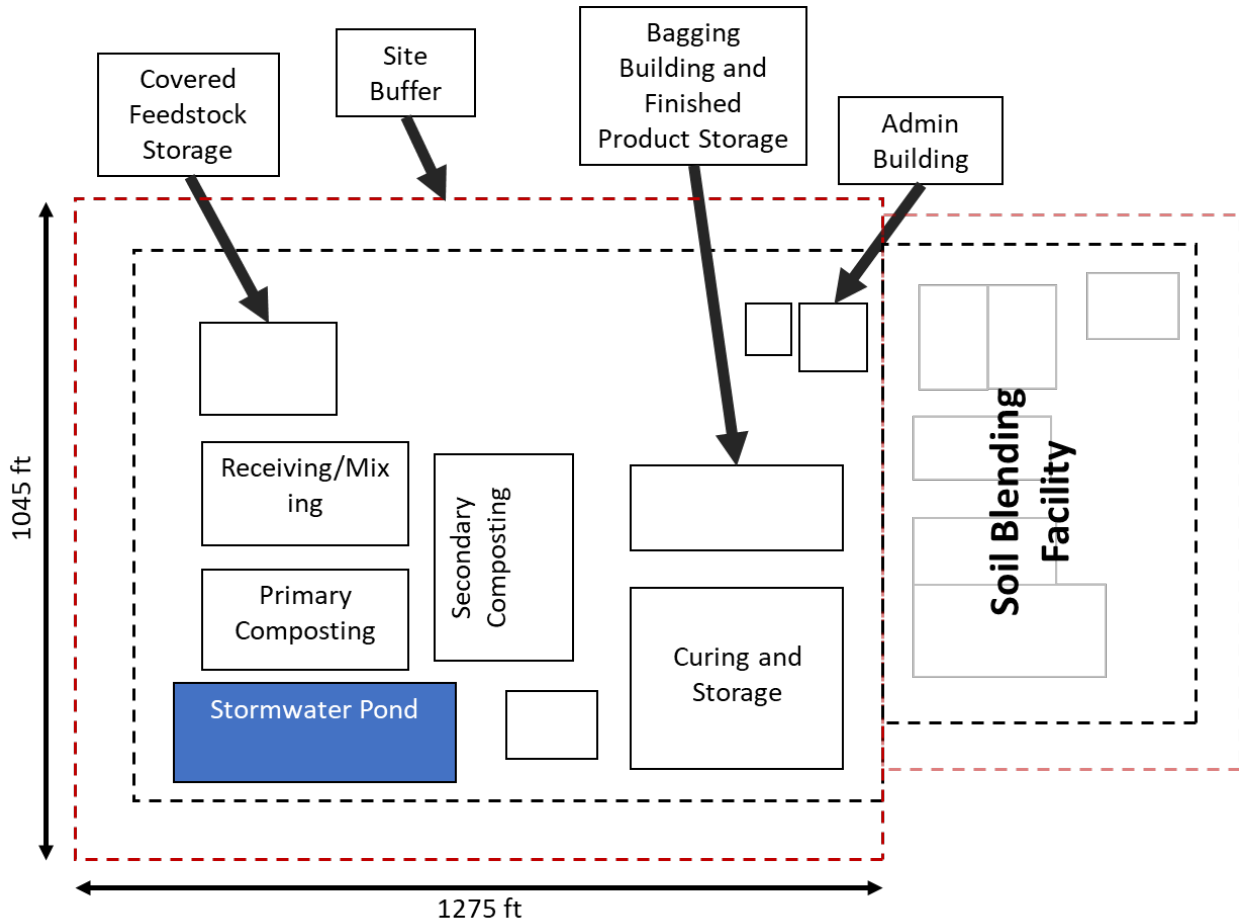 Covered
Feedstock
Storage
Site
Buffer
Bagging
Building and
Finished
Product Storage
Admin
Building
1045 ft
Receiving/Mix
ing
Primary
Composting
Secondary
Composting
Stormwater Pond
Curing and
Storage
Soil Blending
Facility
1275 ft